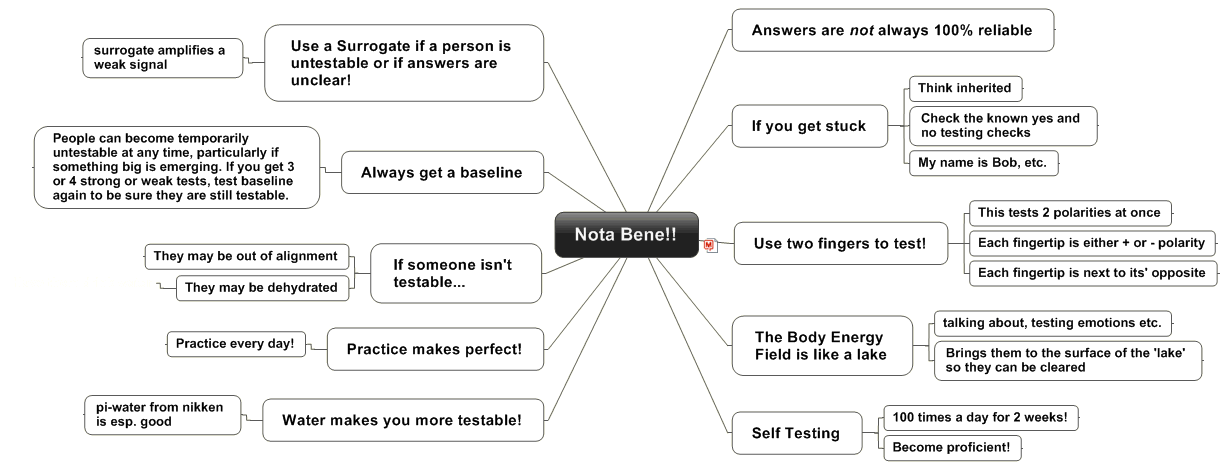 Nota Bene!!
Use a Surrogate if a person is
untestable or if answers are
unclear!
surrogate amplifies a
weak signal
Always get a baseline
People can become temporarily
untestable at any time, particularly if
something big is emerging. If you get 3
or 4 strong or weak tests, test baseline
again to be sure they are still testable.
If someone isn't
testable...
They may be out of alignment
They may be dehydrated
Practice makes perfect!
Practice every day!
Water makes you more testable!
pi-water from nikken
is esp. good
Answers are not always 100% reliable
If you get stuck
Think inherited
Check the known yes and
no testing checks
My name is Bob, etc.
Use two fingers to test!
This tests 2 polarities at once
Each fingertip is either + or - polarity
Each fingertip is next to its' opposite
The Body Energy
Field is like a lake
talking about, testing emotions etc.
Brings them to the surface of the 'lake'
so they can be cleared
Self Testing
100 times a day for 2 weeks!
Become proficient!
M